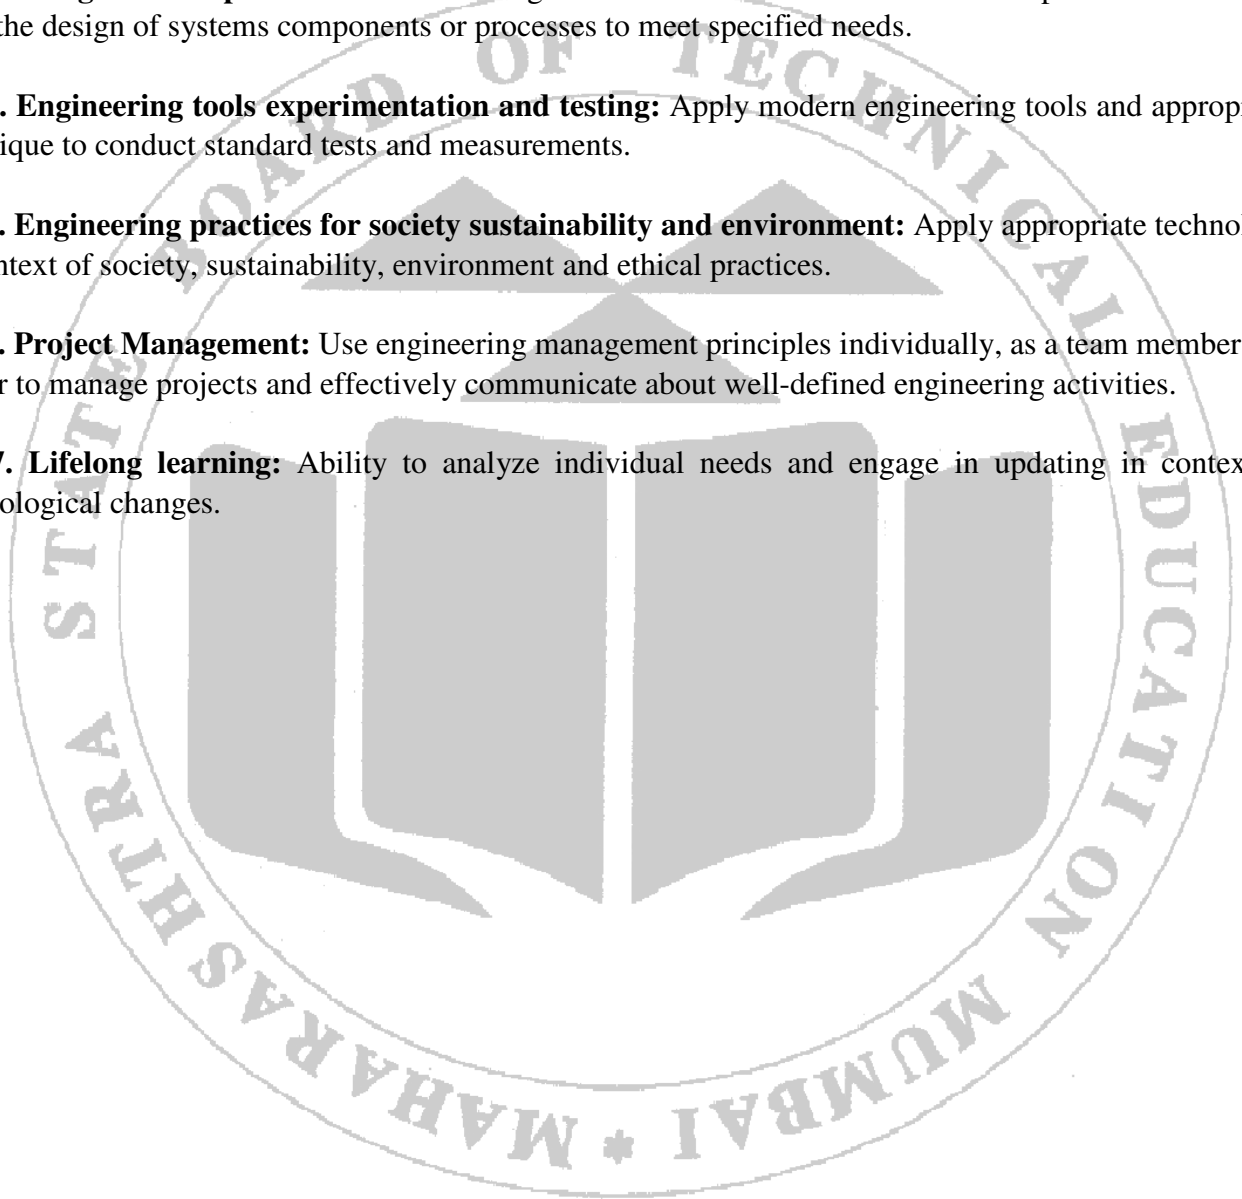 the design of systems components or processes to meet specified needs.
. Engineering tools experimentation and testing: Apply modern engineering tools and appropri
ique to conduct standard tests and measurements.
. Engineering practices for society sustainability and environment: Apply appropriate technol
ntext of society, sustainability, environment and ethical practices.
. Project Management: Use engineering management principles individually, as a team member
r to manage projects and effectively communicate about well-defined engineering activities.
7. Lifelong learning: Ability to analyze individual needs and engage in updating in contex
ological changes.
MAHARASHTRA STATE BOARD OF TECHNICAL EDUCATION MUMBAI *